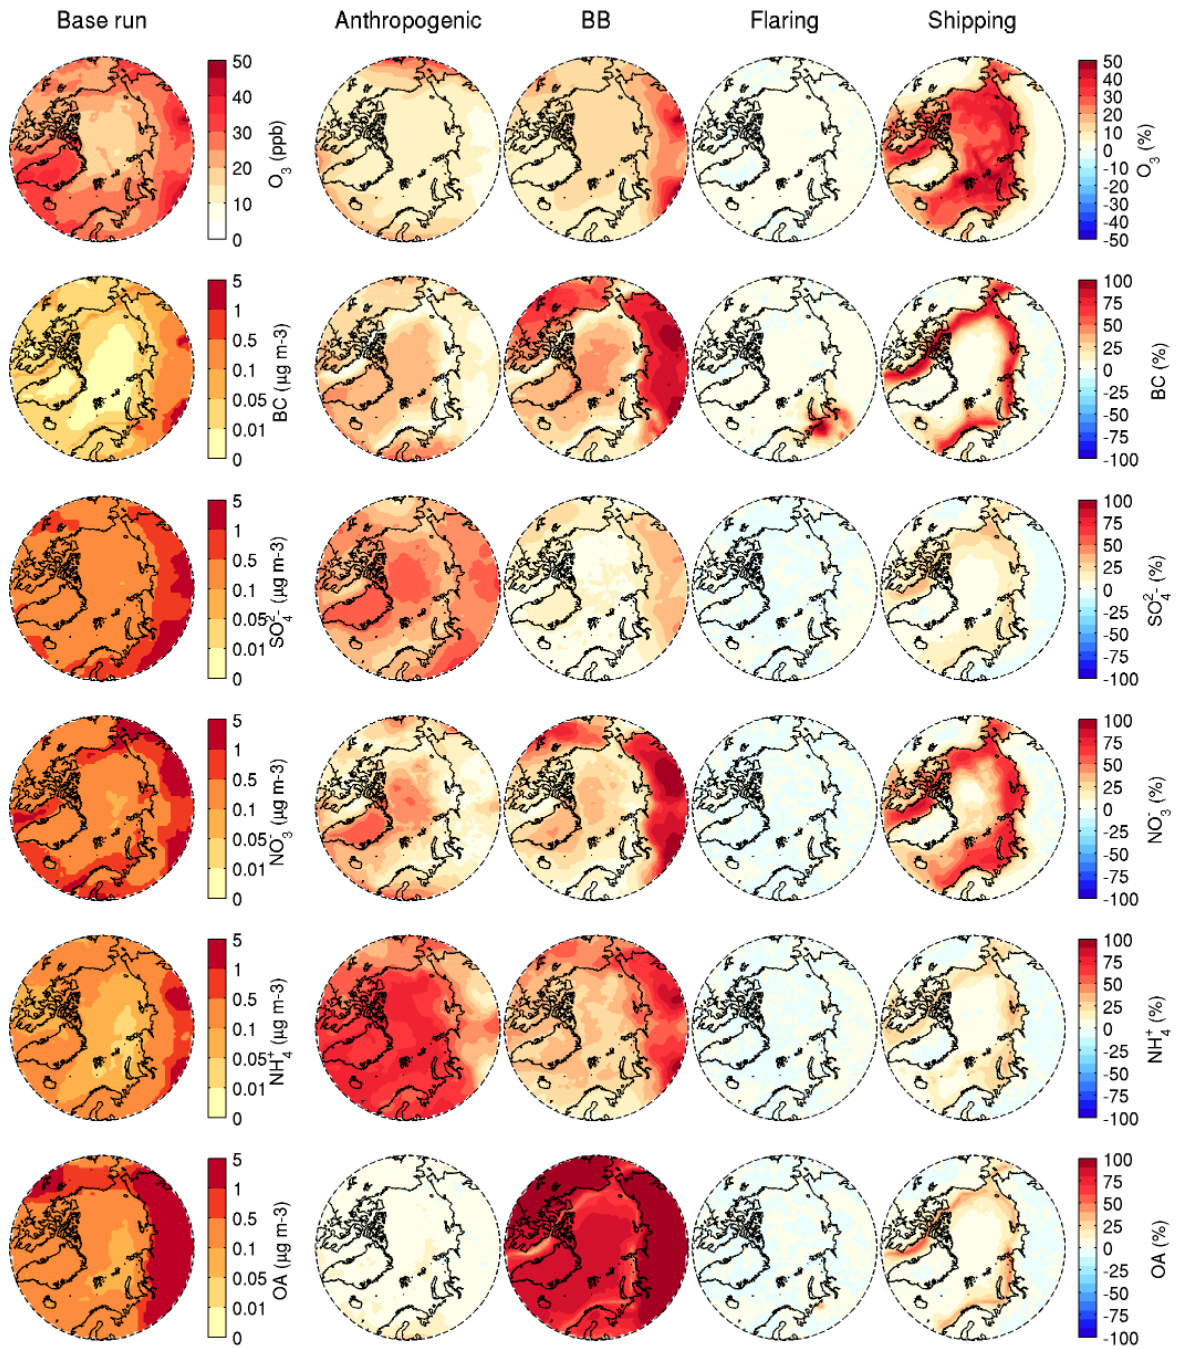 Base run Anthropogenic BB Flaring Shipping
50 40 30 20 10 0 O3 (ppb)
50 40 30 20 10 0 -10 -20 -30 -40 -50 O3 (%)
5 1 0.5 0.1 0.05 0.01 0 BC (µg m-3)
100 75 50 25 0 -25 -50 -75 -100 BC (%)
5 1 0.5 0.1 0.05 0.01 0 SO4^2- (µg m-3)
100 75 50 25 0 -25 -50 -75 -100 SO4^2- (%)
5 1 0.5 0.1 0.05 0.01 0 NO3^- (µg m-3)
100 75 50 25 0 -25 -50 -75 -100 NO3^- (%)
5 1 0.5 0.1 0.05 0.01 0 NH4^+ (µg m-3)
100 75 50 25 0 -25 -50 -75 -100 NH4^+ (%)
5 1 0.5 0.1 0.05 0.01 0 OA (µg m-3)
100 75 50 25 0 -25 -50 -75 -100 OA (%)